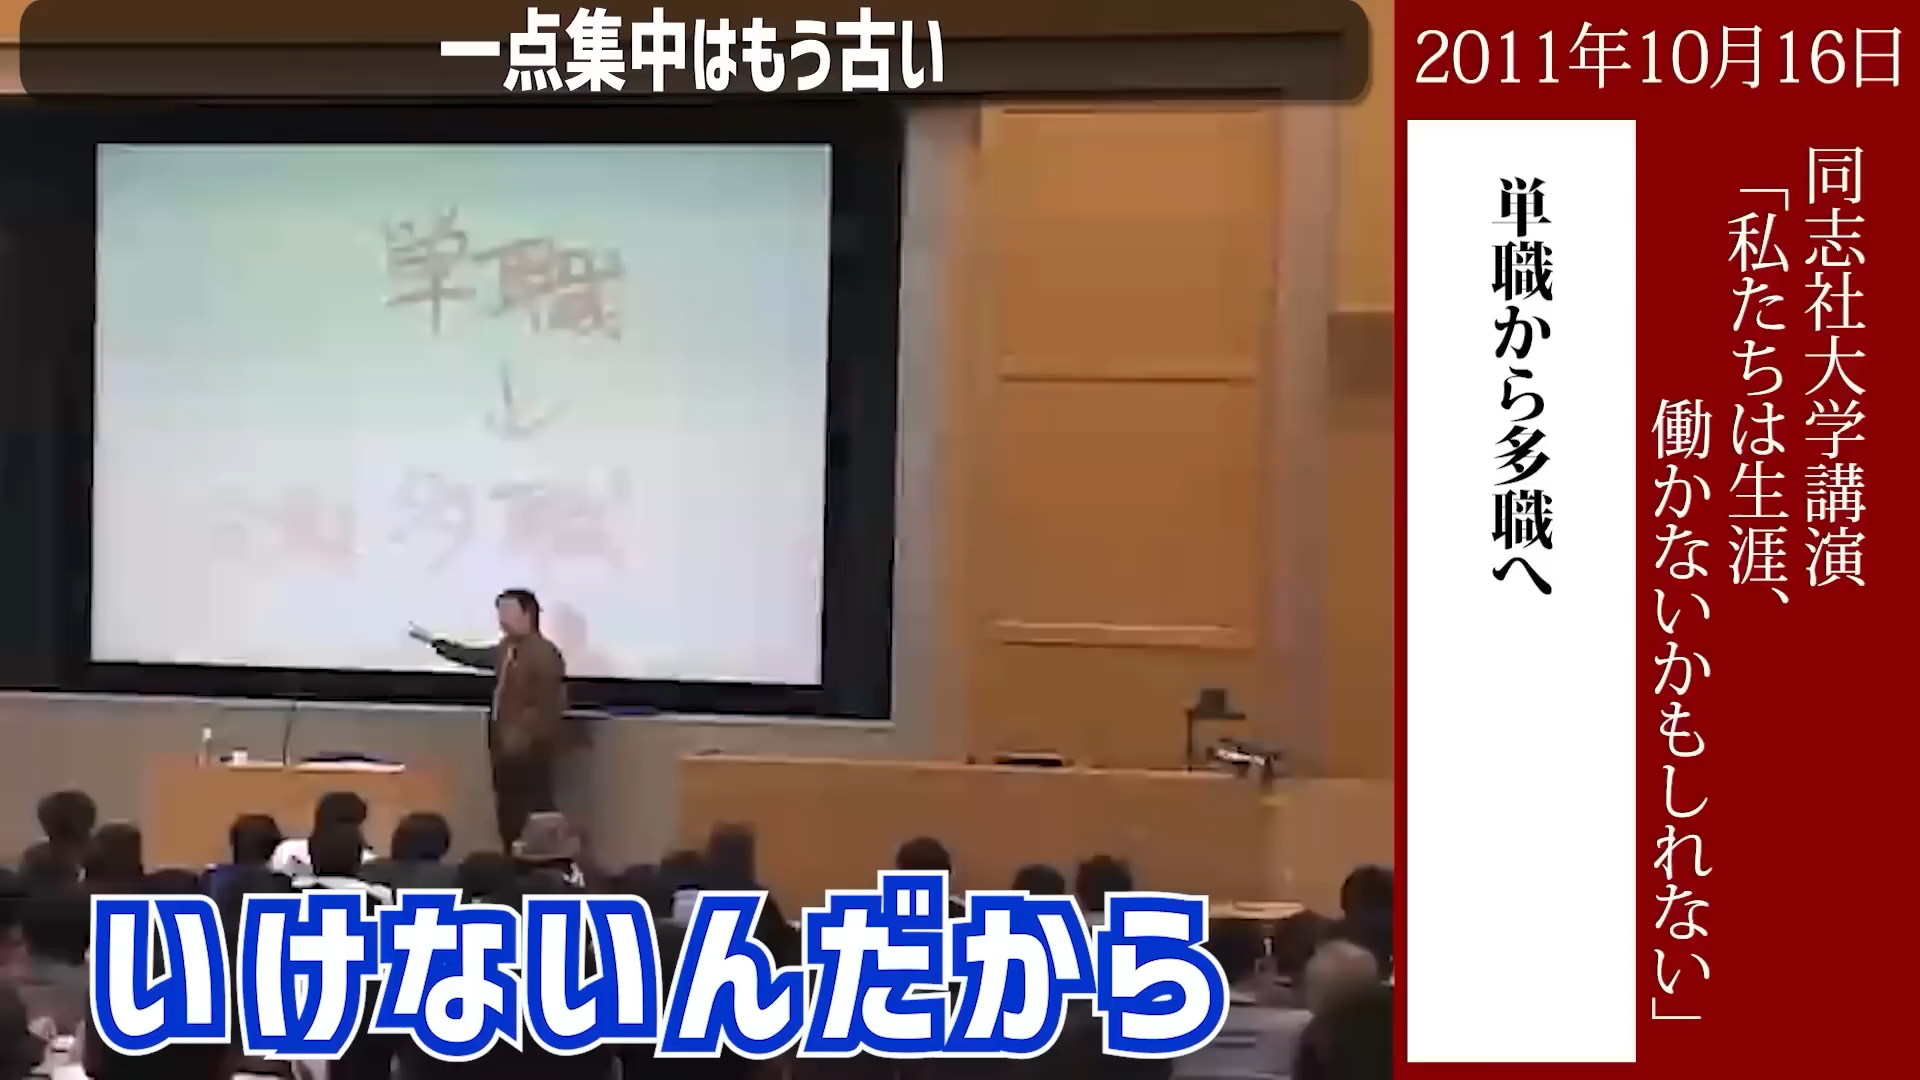 一点集中はもう古い
2011年10月16日
同志社大学講演
「私たちは生涯、
働かないかもしれない」
単職から多職へ
単職
↓
多職
いけないんだから